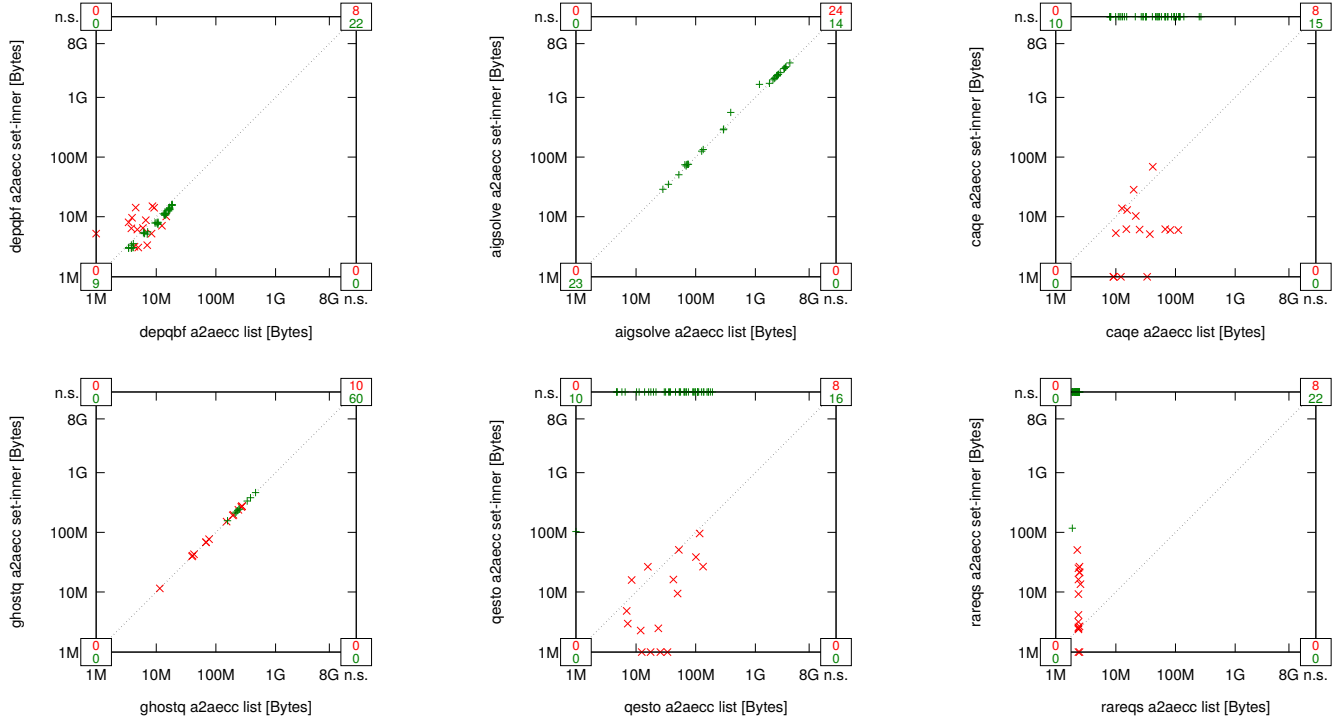 n.s. 0 0 8 22
8G
1G
100M
10M
1M 0 9 0 0
1M 10M 100M 1G 8G n.s.
depqbf a2aecc set-inner [Bytes]
depqbf a2aecc list [Bytes]
n.s. 0 0 24 14
8G
1G
100M
10M
1M 0 23 0 0
1M 10M 100M 1G 8G n.s.
aigsolve a2aecc set-inner [Bytes]
aigsolve a2aecc list [Bytes]
n.s. 0 10 8 15
8G
1G
100M
10M
1M 0 0 0 0
1M 10M 100M 1G 8G n.s.
caqe a2aecc set-inner [Bytes]
caqe a2aecc list [Bytes]
n.s. 0 0 10 60
8G
1G
100M
10M
1M 0 0 0 0
1M 10M 100M 1G 8G n.s.
ghostq a2aecc set-inner [Bytes]
ghostq a2aecc list [Bytes]
n.s. 0 10 8 16
8G
1G
100M
10M
1M 0 0 0 0
1M 10M 100M 1G 8G n.s.
qesto a2aecc set-inner [Bytes]
qesto a2aecc list [Bytes]
n.s. 0 0 8 22
8G
1G
100M
10M
1M 0 0 0 0
1M 10M 100M 1G 8G n.s.
rareqs a2aecc set-inner [Bytes]
rareqs a2aecc list [Bytes]